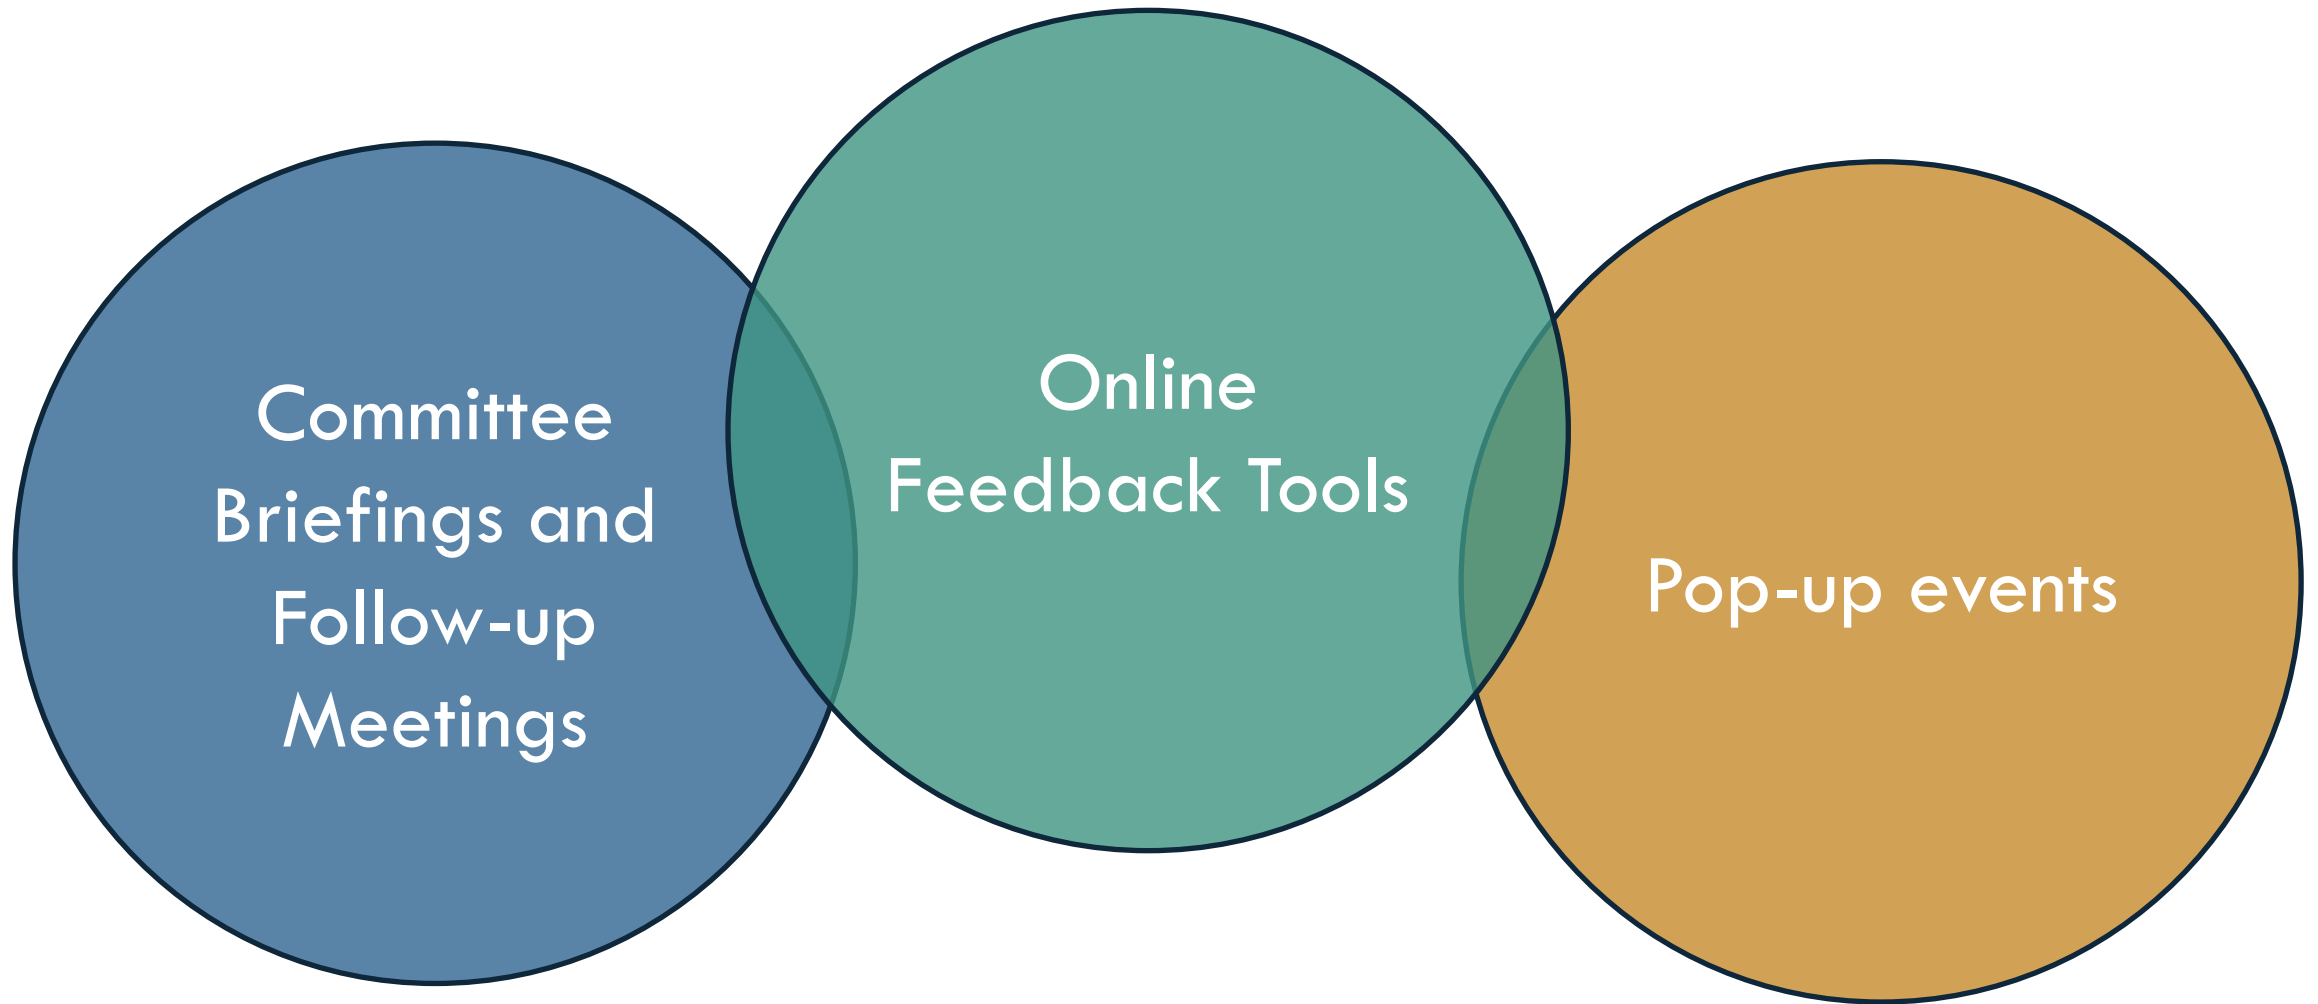 Committee
Briefings and
Follow-up
Meetings
Online
Feedback Tools
Pop-up events